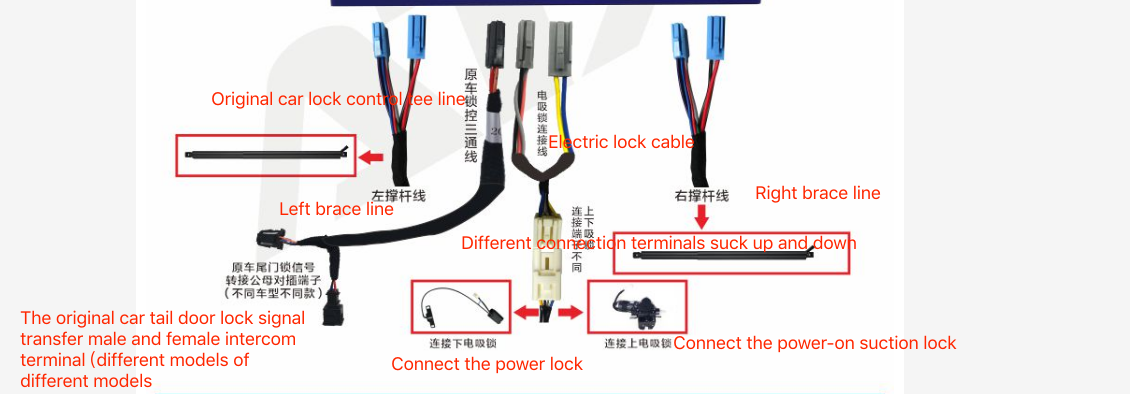 原车锁控三通线
Original car lock control tee line
电吸锁连接线
Electric lock cable
左撑杆线
Left brace line
右撑杆线
Right brace line
上下吸锁
连接端子不同
Different connection terminals suck up and down
原车尾门锁信号
转接公母对插端子
(不同车型不同款)
The original car tail door lock signal
transfer male and female intercom
terminal (different models of
different models
连接下电吸锁
Connect the power lock
连接上电吸锁
Connect the power-on suction lock